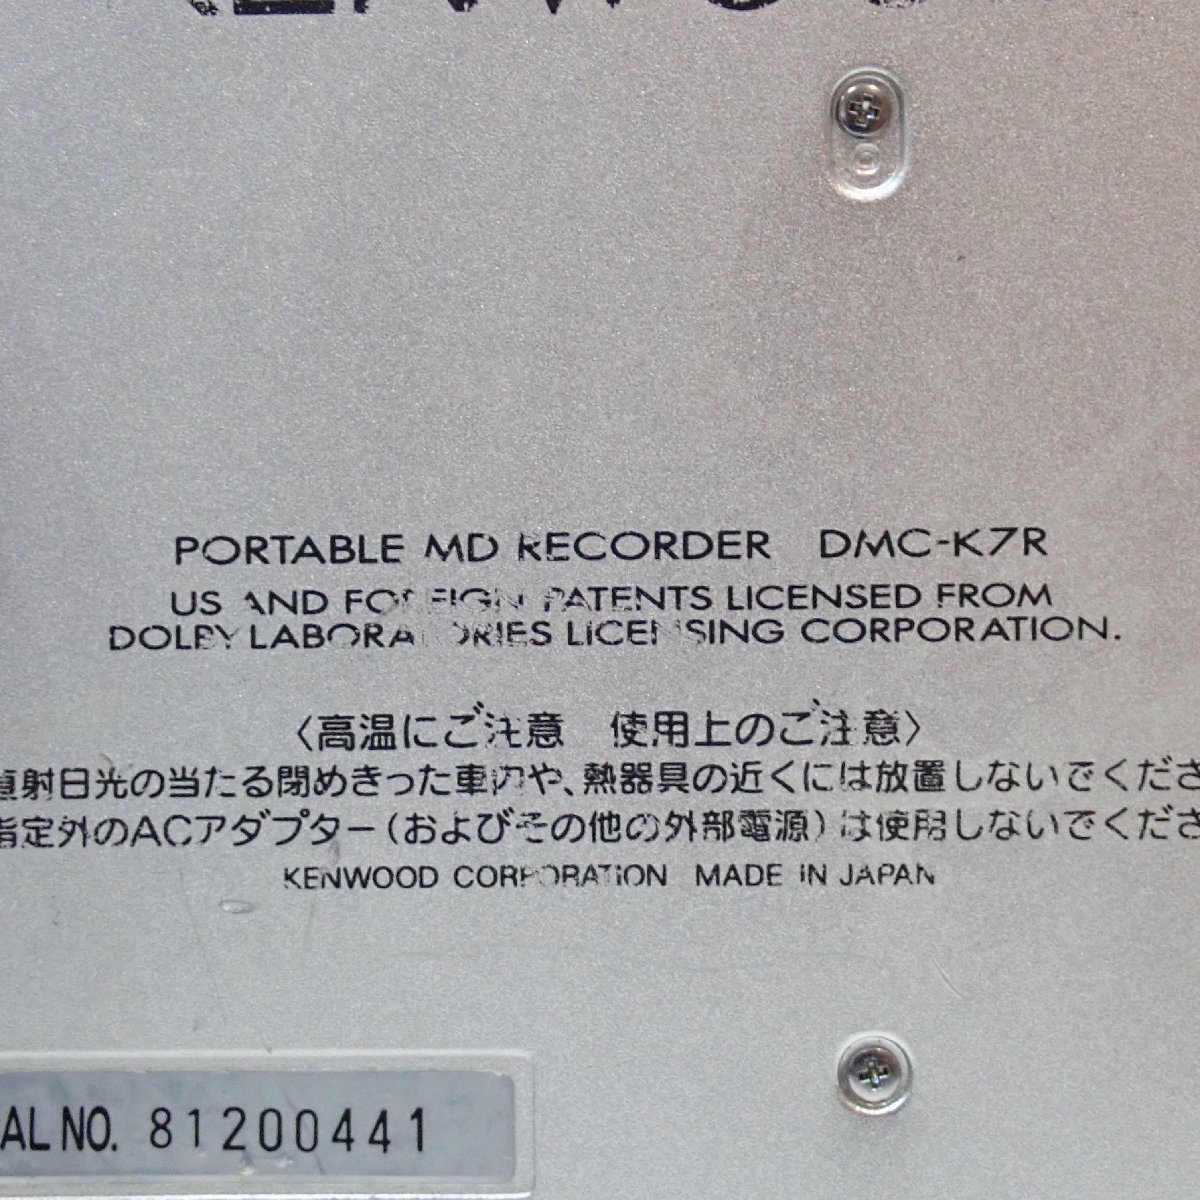 KENWOOD
PORTABLE MD RECORDER DMC-K7R
US AND FOREIGN PATENTS LICENSED FROM
DOLBY LABORATORIES LICENSING CORPORATION.
〈高温にご注意 使用上のご注意〉
直射日光の当たる閉めきった車内や、熱器具の近くには放置しないでくださ
指定外のACアダプター(およびその他の外部電源)は使用しないでくださ
KENWOOD CORPORATION MADE IN JAPAN
AL NO. 81200441